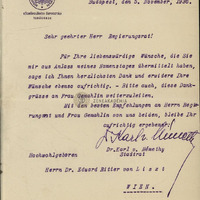 Budapest, den 5. November, 1936.
Sehr geehrter Herr Regierungsrat!
Für Ihre liebenswürdige Wünsche, die Sie
mir aus Anlass meines Namenstages übermittelt haben,
sage ich Ihnen herzlichsten Dank und erwidere Ihre
Wünsche ebenso aufrichtig. - Bitte auch, diese Dank-
grüsse an Frau Gemahlin weiterzuleiten.
Mit den besten Empfehlungen an Herrn Regie-
rungsrat und Frau Gemahlin von uns beiden, bleibe Ihr
aufrichtig ergebener:
Dr. Karl v. Némethy
Stadtrat
Hochwohlgeboren
Herrn Dr. Eduard Ritter von Liszt
WIEN.
ZENEAKADÉMIA